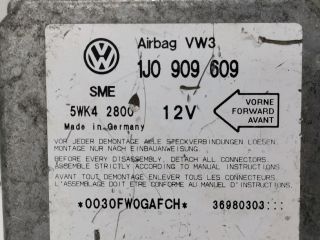 Airbag VW3
1J0 909 609
SME
5WK4 2800
12V
VORNE
FORWARD
AVANT
Made in Germany
VOR JEDER DEMONTAGE ALLE STECKVERBINDUNGEN LOESEN.
MONTAGE NUR NACH EINBAUANWEISUNG.
BEFORE EVERY DISASSEMBLY, DETACH ALL CONNECTORS.
ASSEMBLE STRICTLY ACCORDING TO MANUAL INSTRUCTIONS.
AVANT TOUT DEMONTAGE ENLEVER TOUS LES CONNECTEURS.
L'ASSEMBLAGE DOIT ETRE CONFORME AU MANUEL D'INSTRUCTIONS.
*0030FW0GAFCH* 36980303:::